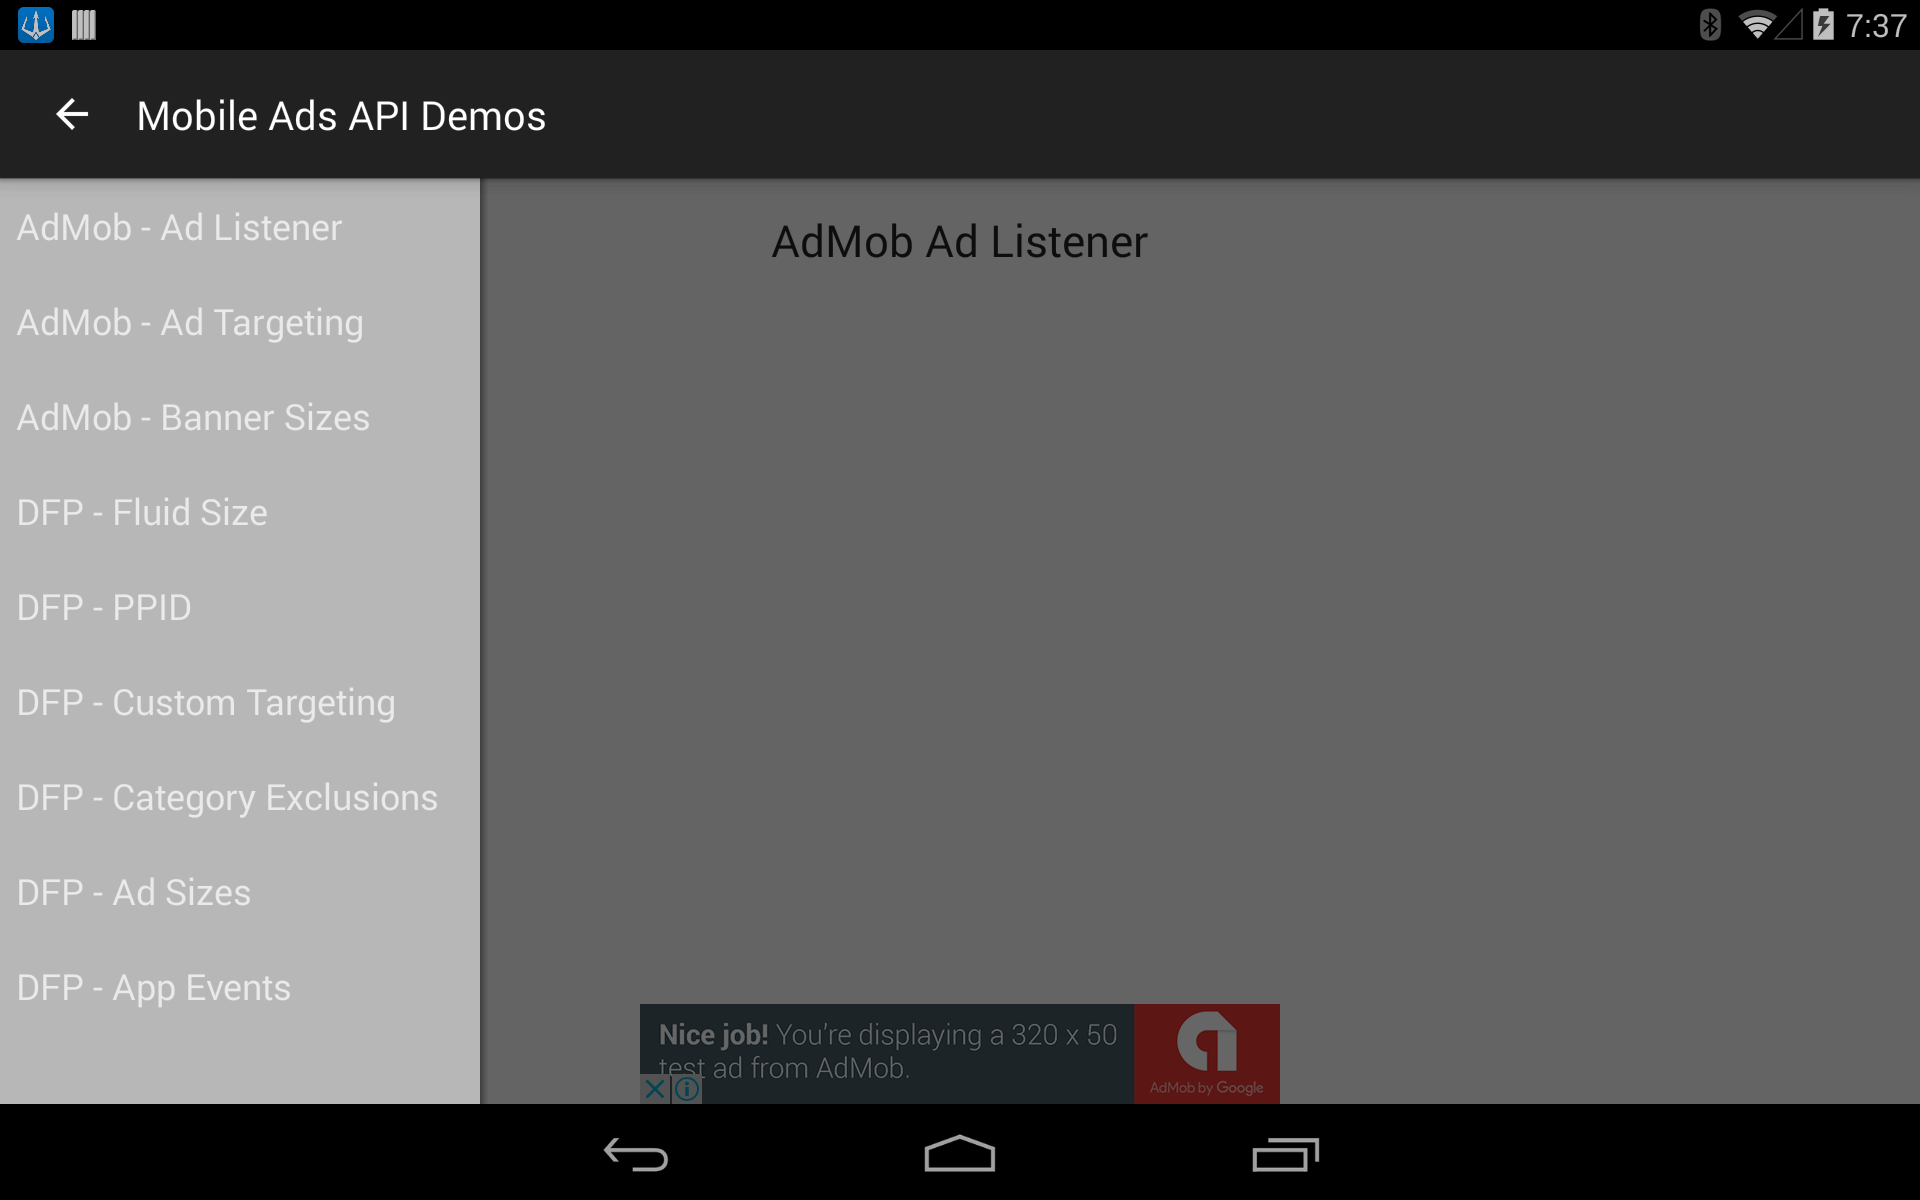 7:37
Mobile Ads API Demos
AdMob - Ad Listener
AdMob - Ad Targeting
AdMob - Banner Sizes
DFP - Fluid Size
DFP - PPID
DFP - Custom Targeting
DFP - Category Exclusions
DFP - Ad Sizes
DFP - App Events
AdMob Ad Listener
Nice job! You're displaying a 320 x 50
test ad from AdMob.
AdMob by Google